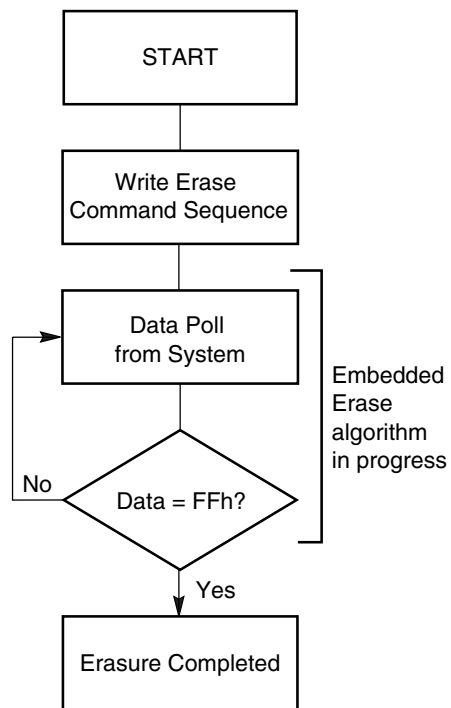 START
Write Erase
Command Sequence
Data Poll
from System
Embedded
Erase
algorithm
in progress
No
Data = FFh?
Yes
Erasure Completed